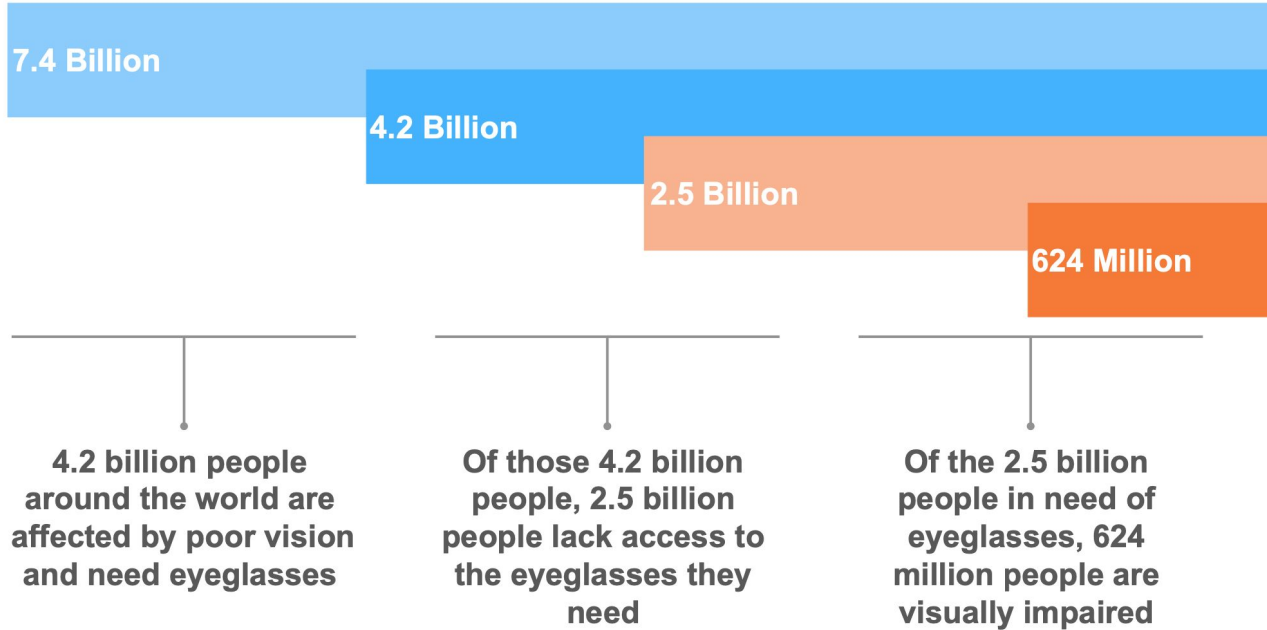 7.4 Billion
4.2 Billion
2.5 Billion
624 Million
4.2 billion people
around the world are
affected by poor vision
and need eyeglasses
Of those 4.2 billion
people, 2.5 billion
people lack access to
the eyeglasses they
need
Of the 2.5 billion
people in need of
eyeglasses, 624
million people are
visually impaired